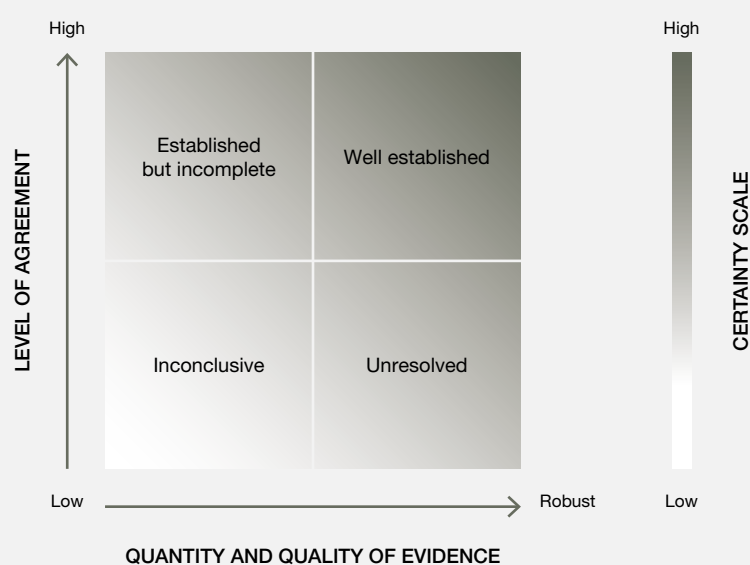 High
High
LEVEL OF AGREEMENT
Established
but incomplete
Well established
Inconclusive
Unresolved
CERTAINTY SCALE
Low
Robust
Low
QUANTITY AND QUALITY OF EVIDENCE